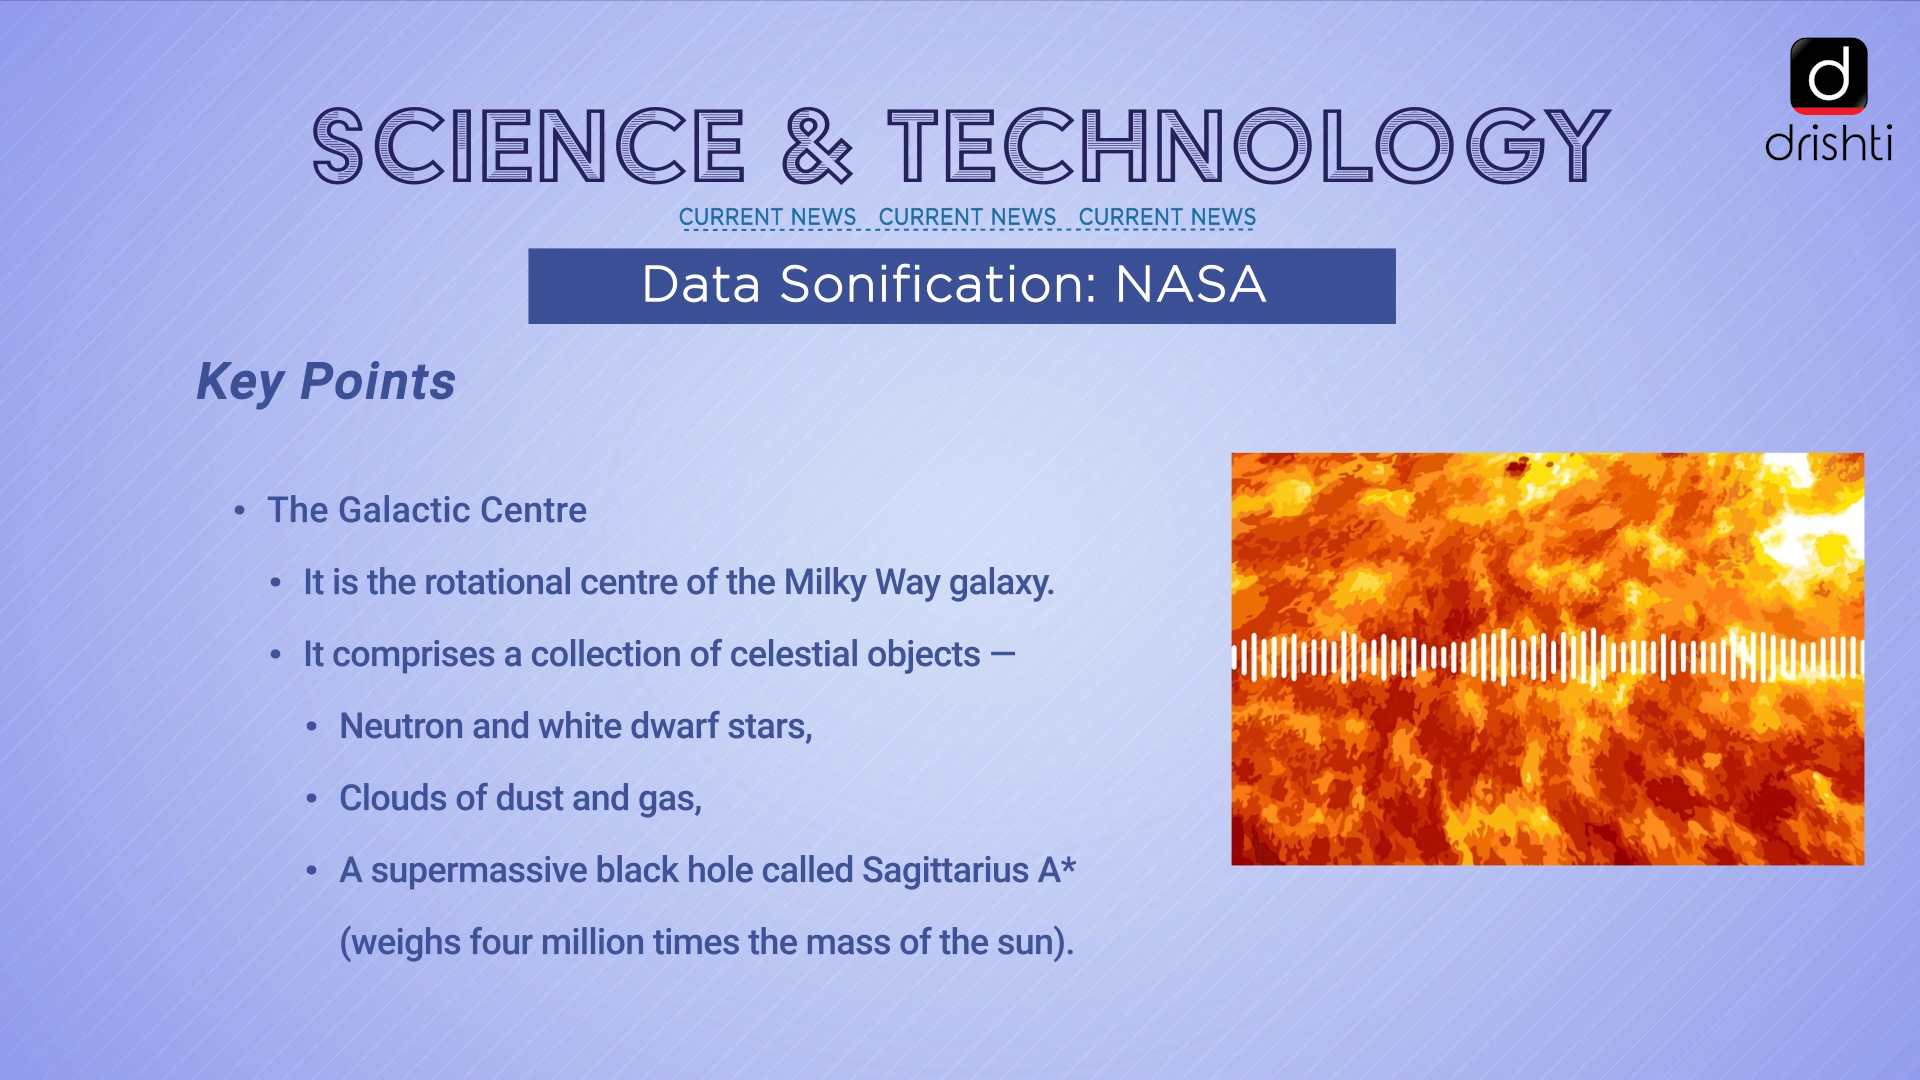 d
drishti
SCIENCE & TECHNOLOGY
CURRENT NEWS CURRENT NEWS CURRENT NEWS
Data Sonification: NASA
Key Points
• The Galactic Centre
• It is the rotational centre of the Milky Way galaxy.
• It comprises a collection of celestial objects —
• Neutron and white dwarf stars,
• Clouds of dust and gas,
• A supermassive black hole called Sagittarius A*
(weighs four million times the mass of the sun).